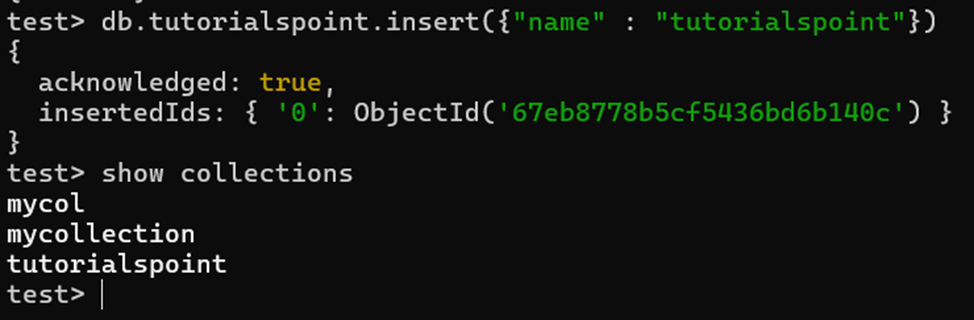 test> db.tutorialspoint.insert({"name" : "tutorialspoint"})
{
  acknowledged: true,
  insertedIds: { '0': ObjectId('67eb8778b5cf5436bd6b140c') }
}
test> show collections
mycol
mycollection
tutorialspoint
test>